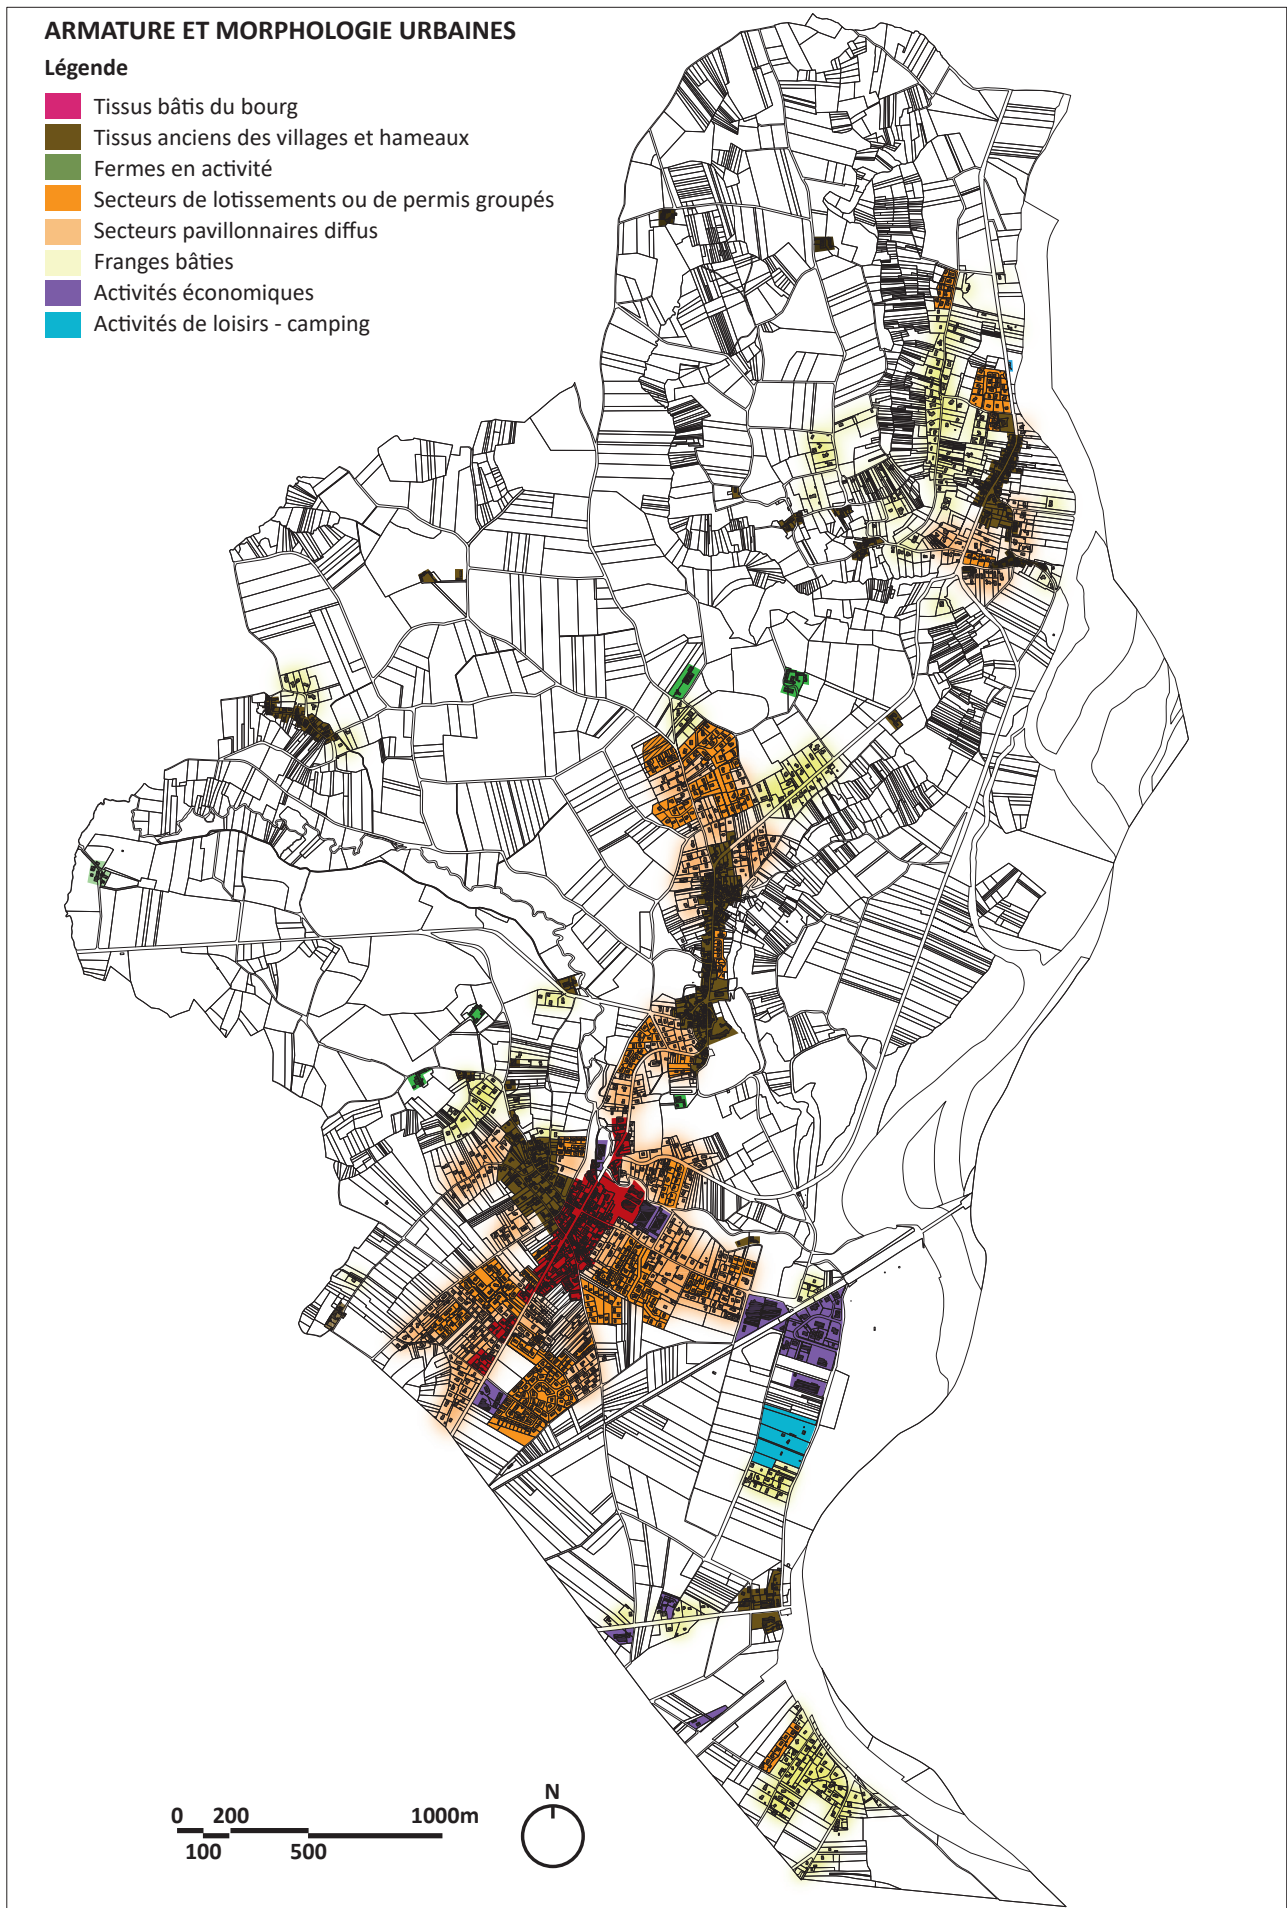 ARMATURE ET MORPHOLOGIE URBAINES
Légende
Tissus bâtis du bourg
Tissus anciens des villages et hameaux
Fermes en activité
Secteurs de lotissements ou de permis groupés
Secteurs pavillonnaires diffus
Franges bâties
Activités économiques
Activités de loisirs - camping
N
0 200 1000m
100 500